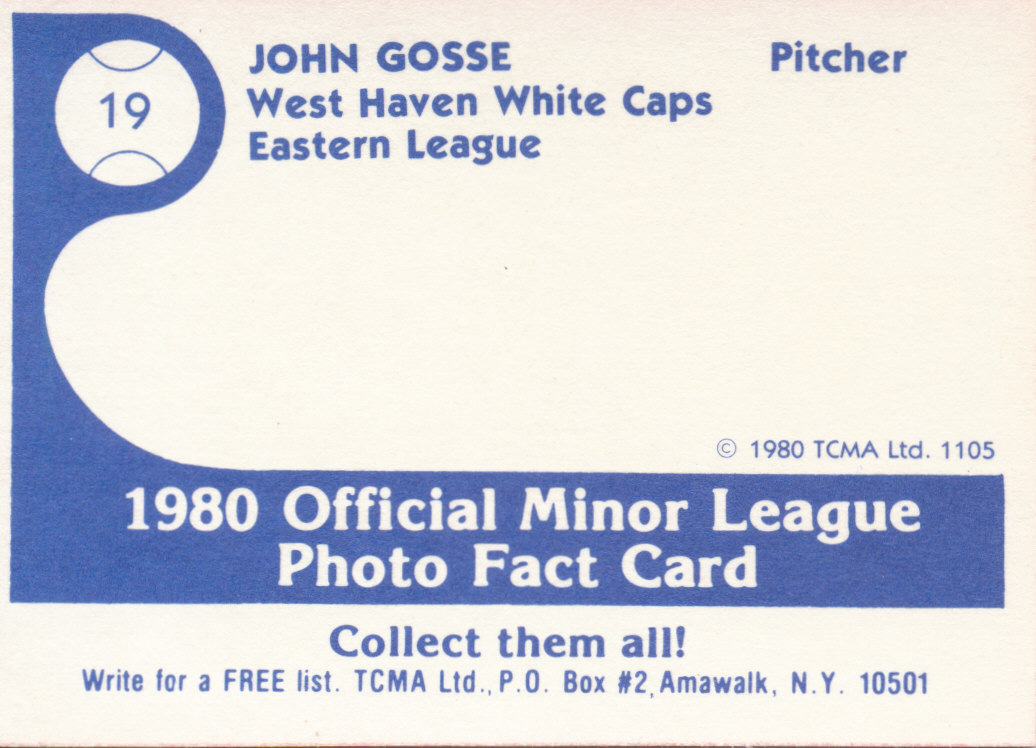 19
JOHN GOSSE Pitcher
West Haven White Caps
Eastern League
© 1980 TCMA Ltd. 1105
1980 Official Minor League
Photo Fact Card
Collect them all!
Write for a FREE list. TCMA Ltd., P.O. Box #2, Amawalk, N.Y. 10501